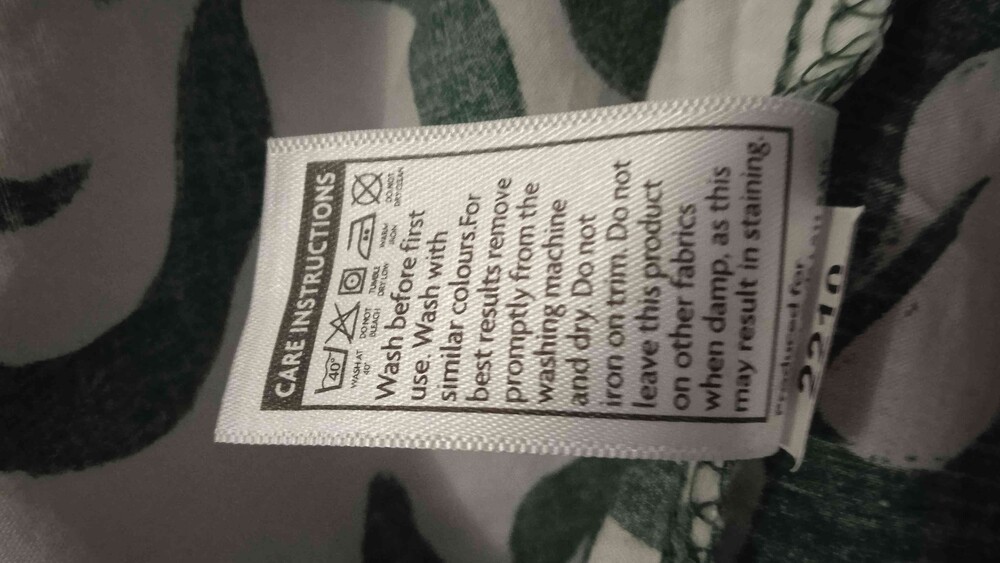 CARE INSTRUCTIONS
40°
WASH AT 40° DO NOT BLEACH TUMBLE DRY LOW WARM IRON DO NOT DRY CLEAN
Wash before first
use. Wash with
similar colours.For
best results remove
promptly from the
washing machine
and dry. Do not
iron on trim. Do not
leave this product
on other fabrics
when damp, as this
may result in staining.
Produced for
2210